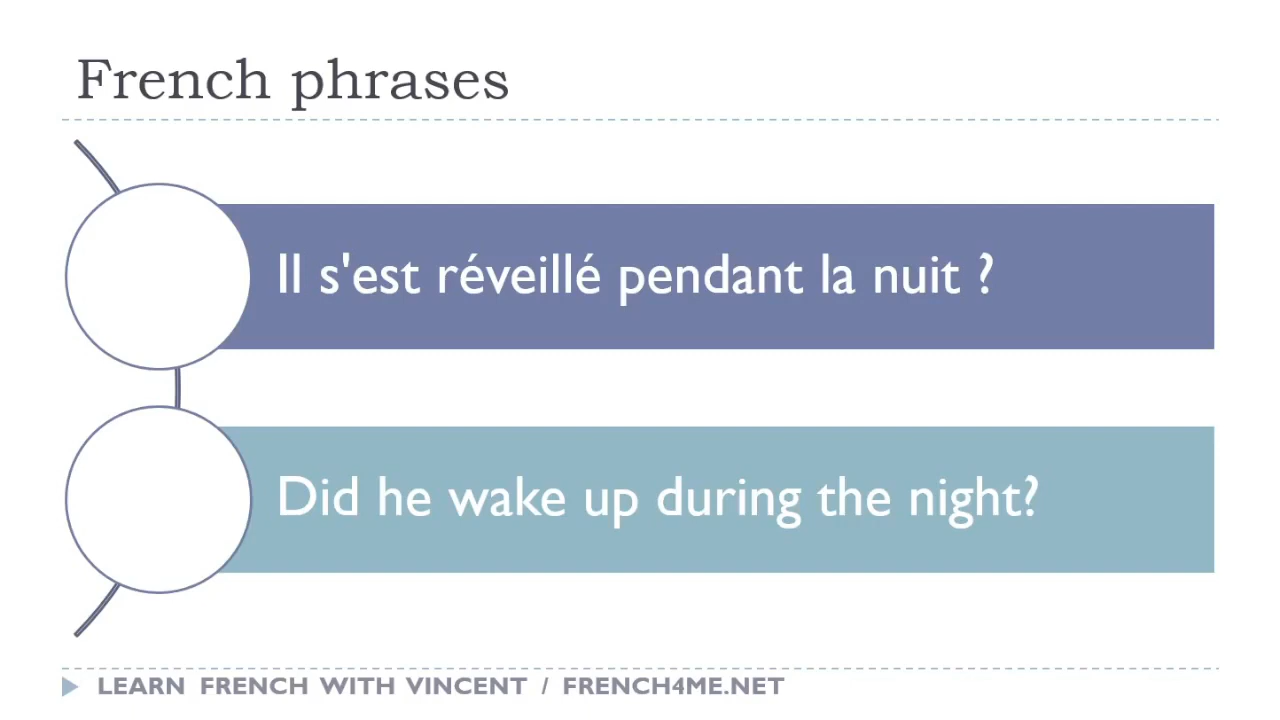 French phrases
Il s'est réveillé pendant la nuit ?
Did he wake up during the night?
LEARN FRENCH WITH VINCENT / FRENCH4ME.NET